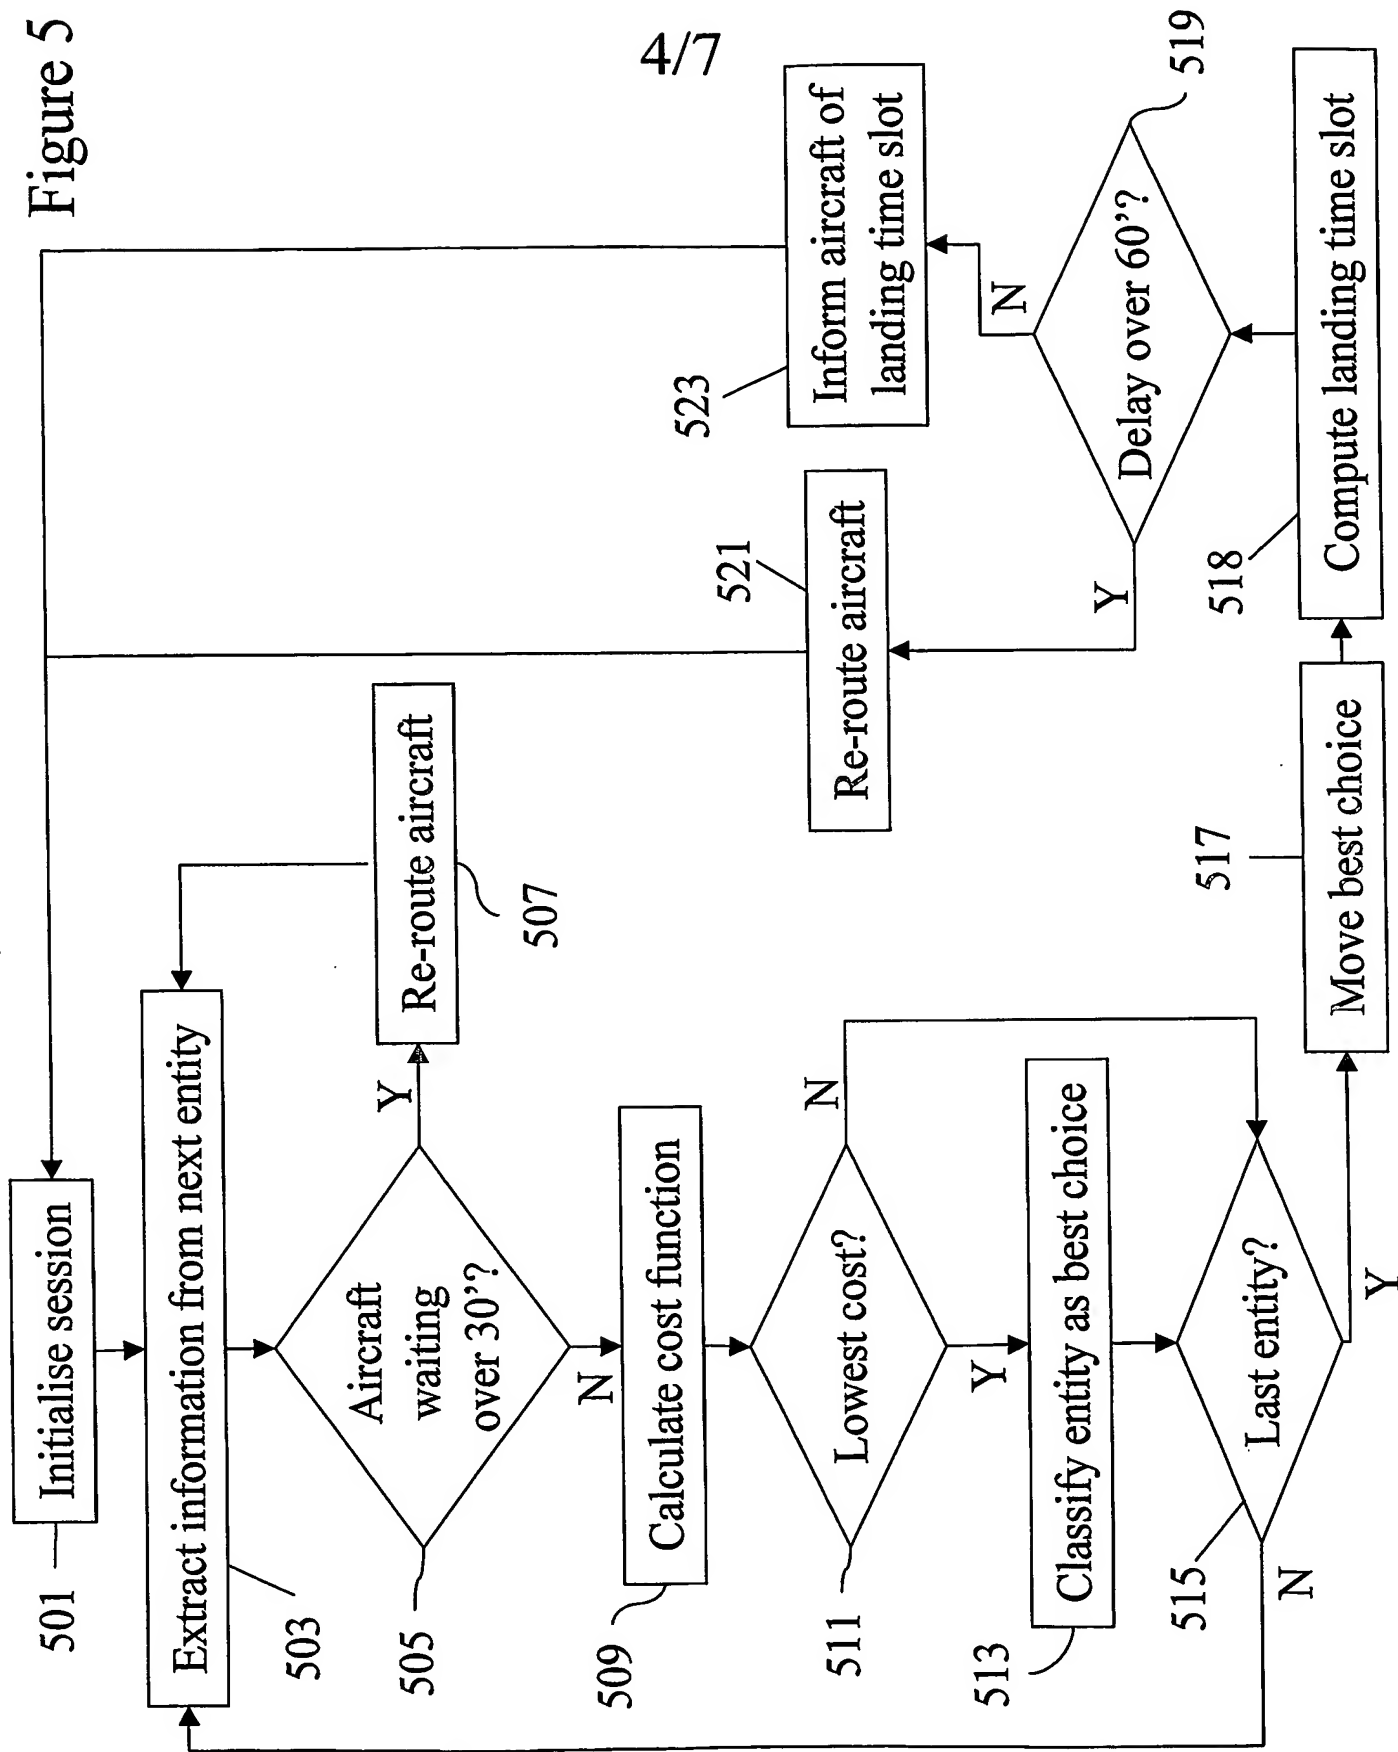 4/7
Figure 5
501
Initialise session
Extract information from next entity
503
Aircraft
waiting
over 30'?
505
Y
Re-route aircraft
507
N
Calculate cost function
509
Lowest cost?
511
N
Y
Classify entity as best choice
513
Last entity?
515
N
Y
Move best choice
517
Compute landing time slot
518
Delay over 60'?
519
Y
Re-route aircraft
521
N
Inform aircraft of
landing time slot
523